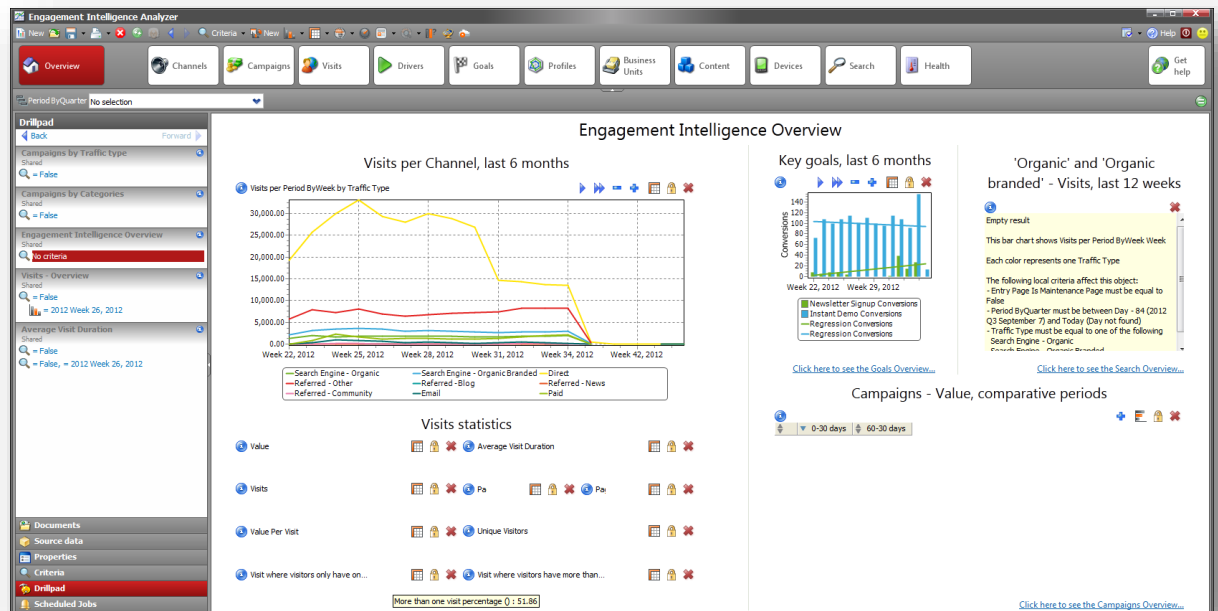 Engagement Intelligence Analyzer
New Criteria New Help
Overview Channels Campaigns Visits Drivers Goals Profiles Business Units Content Devices Search Health Get help
Period ByQuarter No selection
Drillpad
Back Forward
Campaigns by Traffic type
Shared
= False
Campaigns by Categories
Shared
= False
Engagement Intelligence Overview
Shared
No criteria
Visits - Overview
Shared
= False
= 2012 Week 26, 2012
Average Visit Duration
Shared
= False
= False, = 2012 Week 26, 2012
Documents
Source data
Properties
Criteria
Drillpad
Scheduled Jobs
Engagement Intelligence Overview
Visits per Channel, last 6 months
Visits per Period ByWeek by Traffic Type
30,000.00
25,000.00
20,000.00
15,000.00
10,000.00
5,000.00
0.00
Week 22, 2012 Week 25, 2012 Week 28, 2012 Week 31, 2012 Week 34, 2012 Week 42, 2012
Search Engine - Organic Search Engine - Organic Branded Direct
Referred - Other Referred - Blog Referred - News
Referred - Community Email Paid
Visits statistics
Value Average Visit Duration
Visits Pa Pa
Value Per Visit Unique Visitors
Visit where visitors only have on... Visit where visitors have more than...
More than one visit percentage () : 51.86
Key goals, last 6 months
Conversions
140
120
100
80
60
40
20
0
Week 22, 2012 Week 29, 2012
Newsletter Signup Conversions
Instant Demo Conversions
Regression Conversions
Regression Conversions
Click here to see the Goals Overview...
'Organic' and 'Organic
branded' - Visits, last 12 weeks
Empty result
This bar chart shows Visits per Period ByWeek Week
Each color represents one Traffic Type
The following local criteria affect this object:
- Entry Page Is Maintenance Page must be equal to
False
- Period ByQuarter must be between Day - 84 (2012
Q3 September 7) and Today (Day not found)
- Traffic Type must be equal to one of the following
Search Engine - Organic
Search Engine - Organic Branded
Click here to see the Search Overview...
Campaigns - Value, comparative periods
0-30 days 60-30 days
Click here to see the Campaigns Overview...